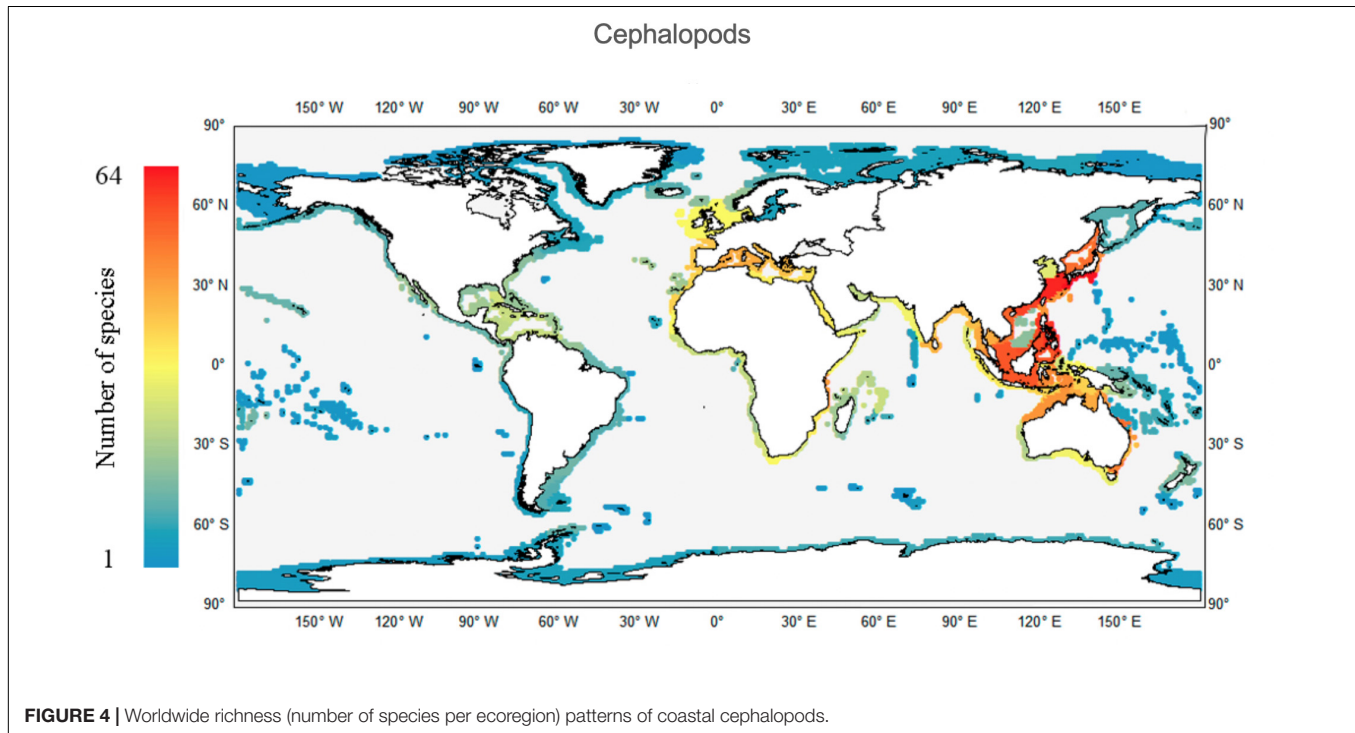 Cephalopods
150° W 120° W 90° W 60° W 30° W 0° 30° E 60° E 90° E 120° E 150° E
90° 90°
64
60° N 60° N
30° N 30° N
Number of species
0° 0°
30° S 30° S
60° S 60° S
1
90° 90°
150° W 120° W 90° W 60° W 30° W 0° 30° E 60° E 90° E 120° E 150° E
FIGURE 4 | Worldwide richness (number of species per ecoregion) patterns of coastal cephalopods.